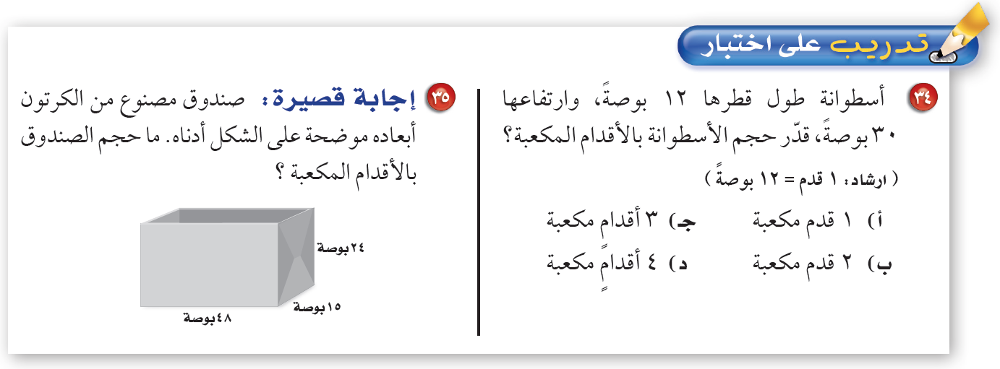 تدريب على اختبار
٣٤ أسطوانة طول قطرها ١٢ بوصةً، وارتفاعها
٣٠ بوصةً، قدّر حجم الأسطوانة بالأقدام المكعبة؟
( ارشاد: ١ قدم = ١٢ بوصةً )
أ) ١ قدم مكعبة
جـ) ٣ أقدامٍ مكعبة
ب) ٢ قدم مكعبة
د) ٤ أقدامٍ مكعبة
٣٥ إجابة قصيرة: صندوق مصنوع من الكرتون
أبعاده موضحة على الشكل أدناه. ما حجم الصندوق
بالأقدام المكعبة ؟
٢٤بوصة
١٥بوصة
٤٨بوصة